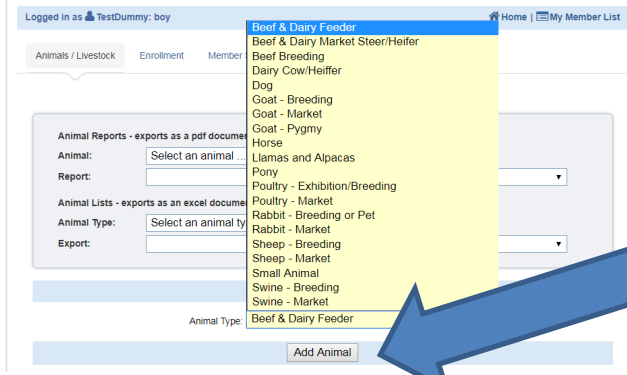 Logged in as TestDummy: boy
Home | My Member List
Animals / Livestock Enrollment Member
Beef & Dairy Feeder
Beef & Dairy Market Steer/Heifer
Beef Breeding
Dairy Cow/Heiffer
Dog
Goat - Breeding
Goat - Market
Goat - Pygmy
Horse
Llamas and Alpacas
Pony
Poultry - Exhibition/Breeding
Poultry - Market
Rabbit - Breeding or Pet
Rabbit - Market
Sheep - Breeding
Sheep - Market
Small Animal
Swine - Breeding
Swine - Market
Animal Reports - exports as a pdf docume
Animal: Select an animal ...
Report:
Animal Lists - exports as an excel docume
Animal Type: Select an animal ty
Export:
Animal Type: Beef & Dairy Feeder
Add Animal